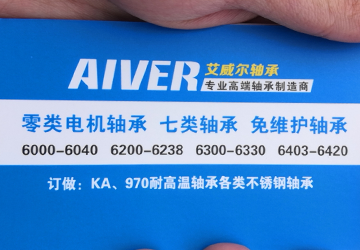 AIVER 艾威尔轴承
专业高端轴承制造商
零类电机轴承 七类轴承 免维护轴承
6000-6040 6200-6238 6300-6330 6403-6420
订做：KA、970耐高温轴承各类不锈钢轴承